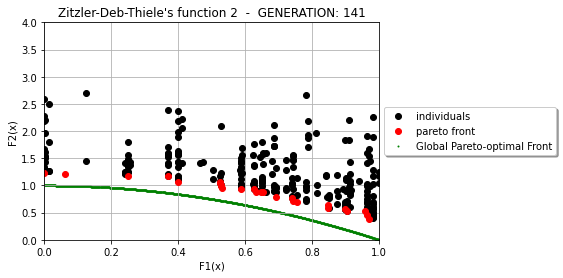 Zitzler-Deb-Thiele's function 2 - GENERATION: 141
4.0
3.5
3.0
2.5
2.0
1.5
1.0
0.5
0.0
F2(x)
0.0 0.2 0.4 0.6 0.8 1.0
F1(x)
individuals
pareto front
Global Pareto-optimal Front